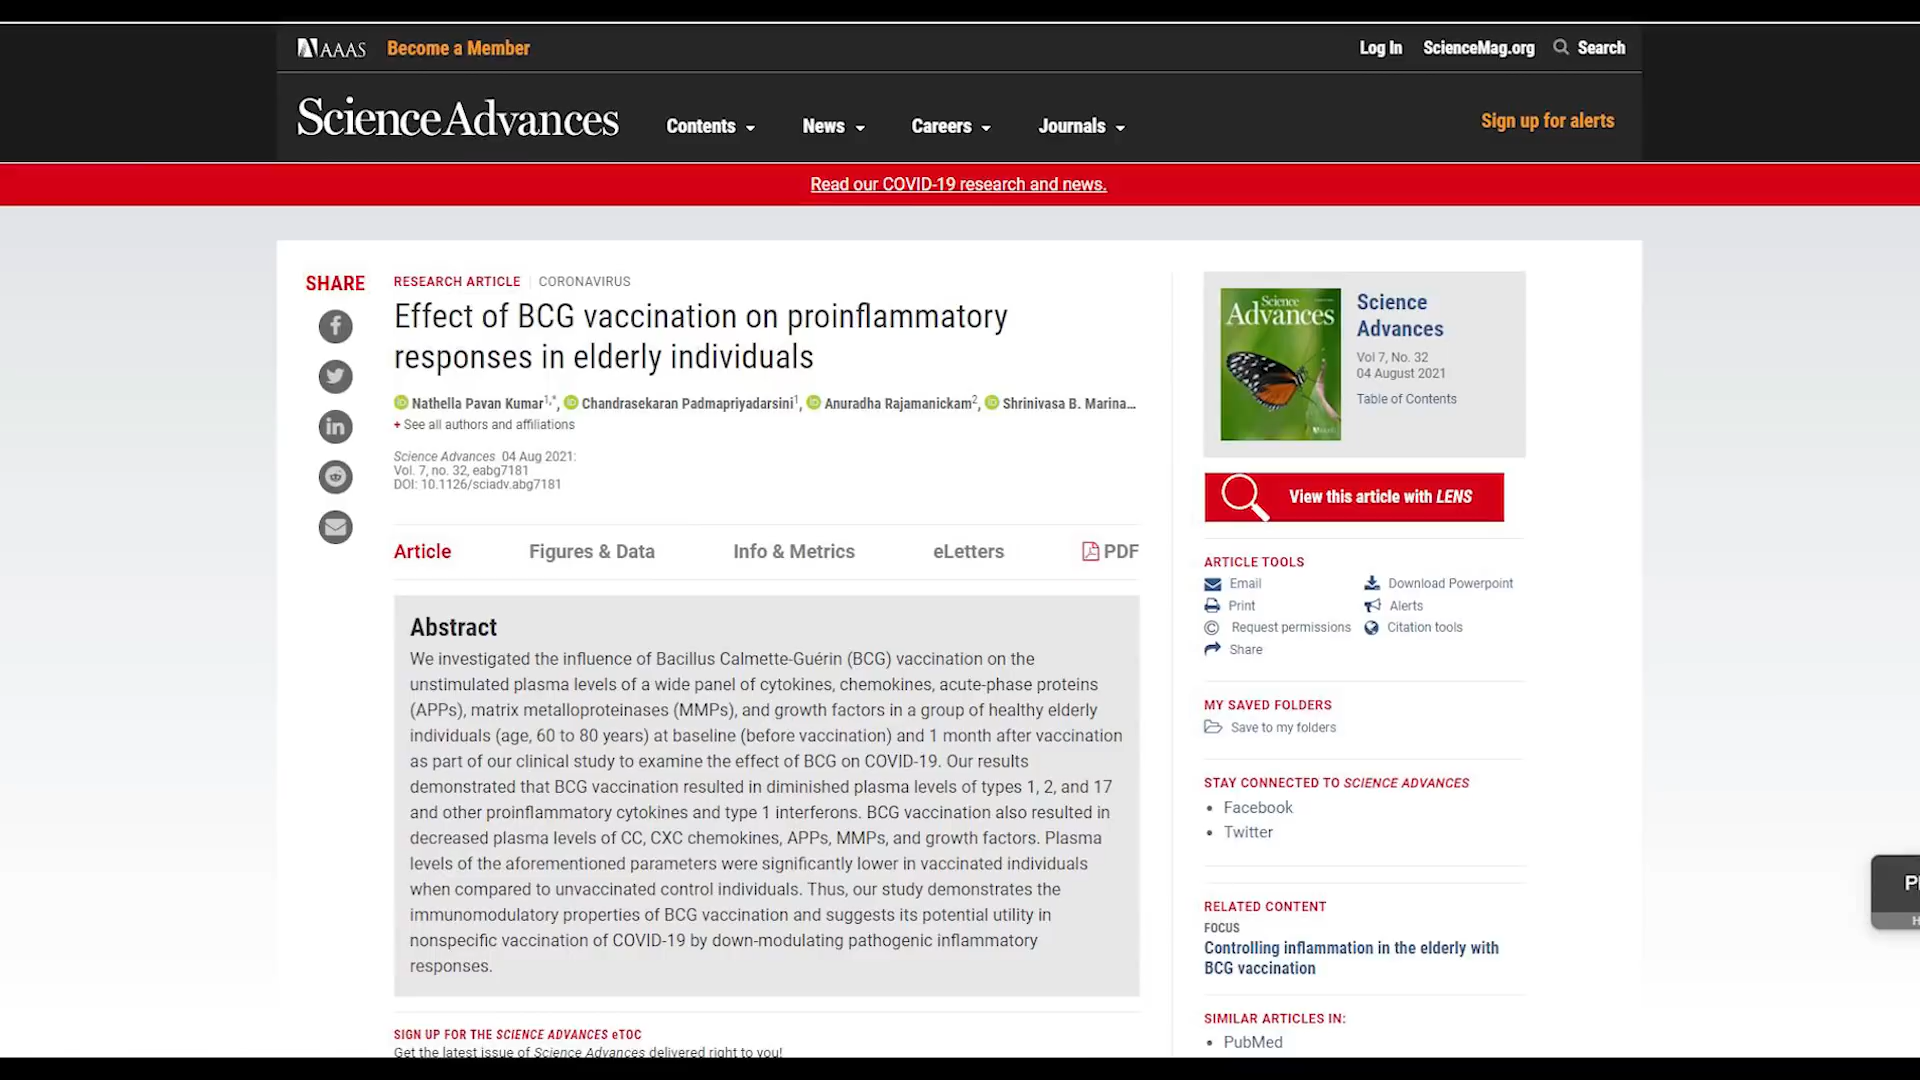 AAAS Become a Member Log In ScienceMag.org Search
ScienceAdvances Contents News Careers Journals Sign up for alerts
Read our COVID-19 research and news.
SHARE
RESEARCH ARTICLE CORONAVIRUS
Effect of BCG vaccination on proinflammatory
responses in elderly individuals
Nathella Pavan Kumar1,*, Chandrasekaran Padmapriyadarsini1, Anuradha Rajamanickam2, Shrinivasa B. Marina...
+ See all authors and affiliations
Science Advances 04 Aug 2021:
Vol. 7, no. 32, eabg7181
DOI: 10.1126/sciadv.abg7181
Article Figures & Data Info & Metrics eLetters PDF
Abstract
We investigated the influence of Bacillus Calmette-Guérin (BCG) vaccination on the
unstimulated plasma levels of a wide panel of cytokines, chemokines, acute-phase proteins
(APPs), matrix metalloproteinases (MMPs), and growth factors in a group of healthy elderly
individuals (age, 60 to 80 years) at baseline (before vaccination) and 1 month after vaccination
as part of our clinical study to examine the effect of BCG on COVID-19. Our results
demonstrated that BCG vaccination resulted in diminished plasma levels of types 1, 2, and 17
and other proinflammatory cytokines and type 1 interferons. BCG vaccination also resulted in
decreased plasma levels of CC, CXC chemokines, APPs, MMPs, and growth factors. Plasma
levels of the aforementioned parameters were significantly lower in vaccinated individuals
when compared to unvaccinated control individuals. Thus, our study demonstrates the
immunomodulatory properties of BCG vaccination and suggests its potential utility in
nonspecific vaccination of COVID-19 by down-modulating pathogenic inflammatory
responses.
SIGN UP FOR THE SCIENCE ADVANCES eTOC
Get the latest issue of Science Advances delivered right to you!
Science
Advances
Science
Advances
Vol 7, No. 32
04 August 2021
Table of Contents
View this article with LENS
ARTICLE TOOLS
Email Download Powerpoint
Print Alerts
Request permissions Citation tools
Share
MY SAVED FOLDERS
Save to my folders
STAY CONNECTED TO SCIENCE ADVANCES
• Facebook
• Twitter
RELATED CONTENT
FOCUS
Controlling inflammation in the elderly with
BCG vaccination
SIMILAR ARTICLES IN:
• PubMed